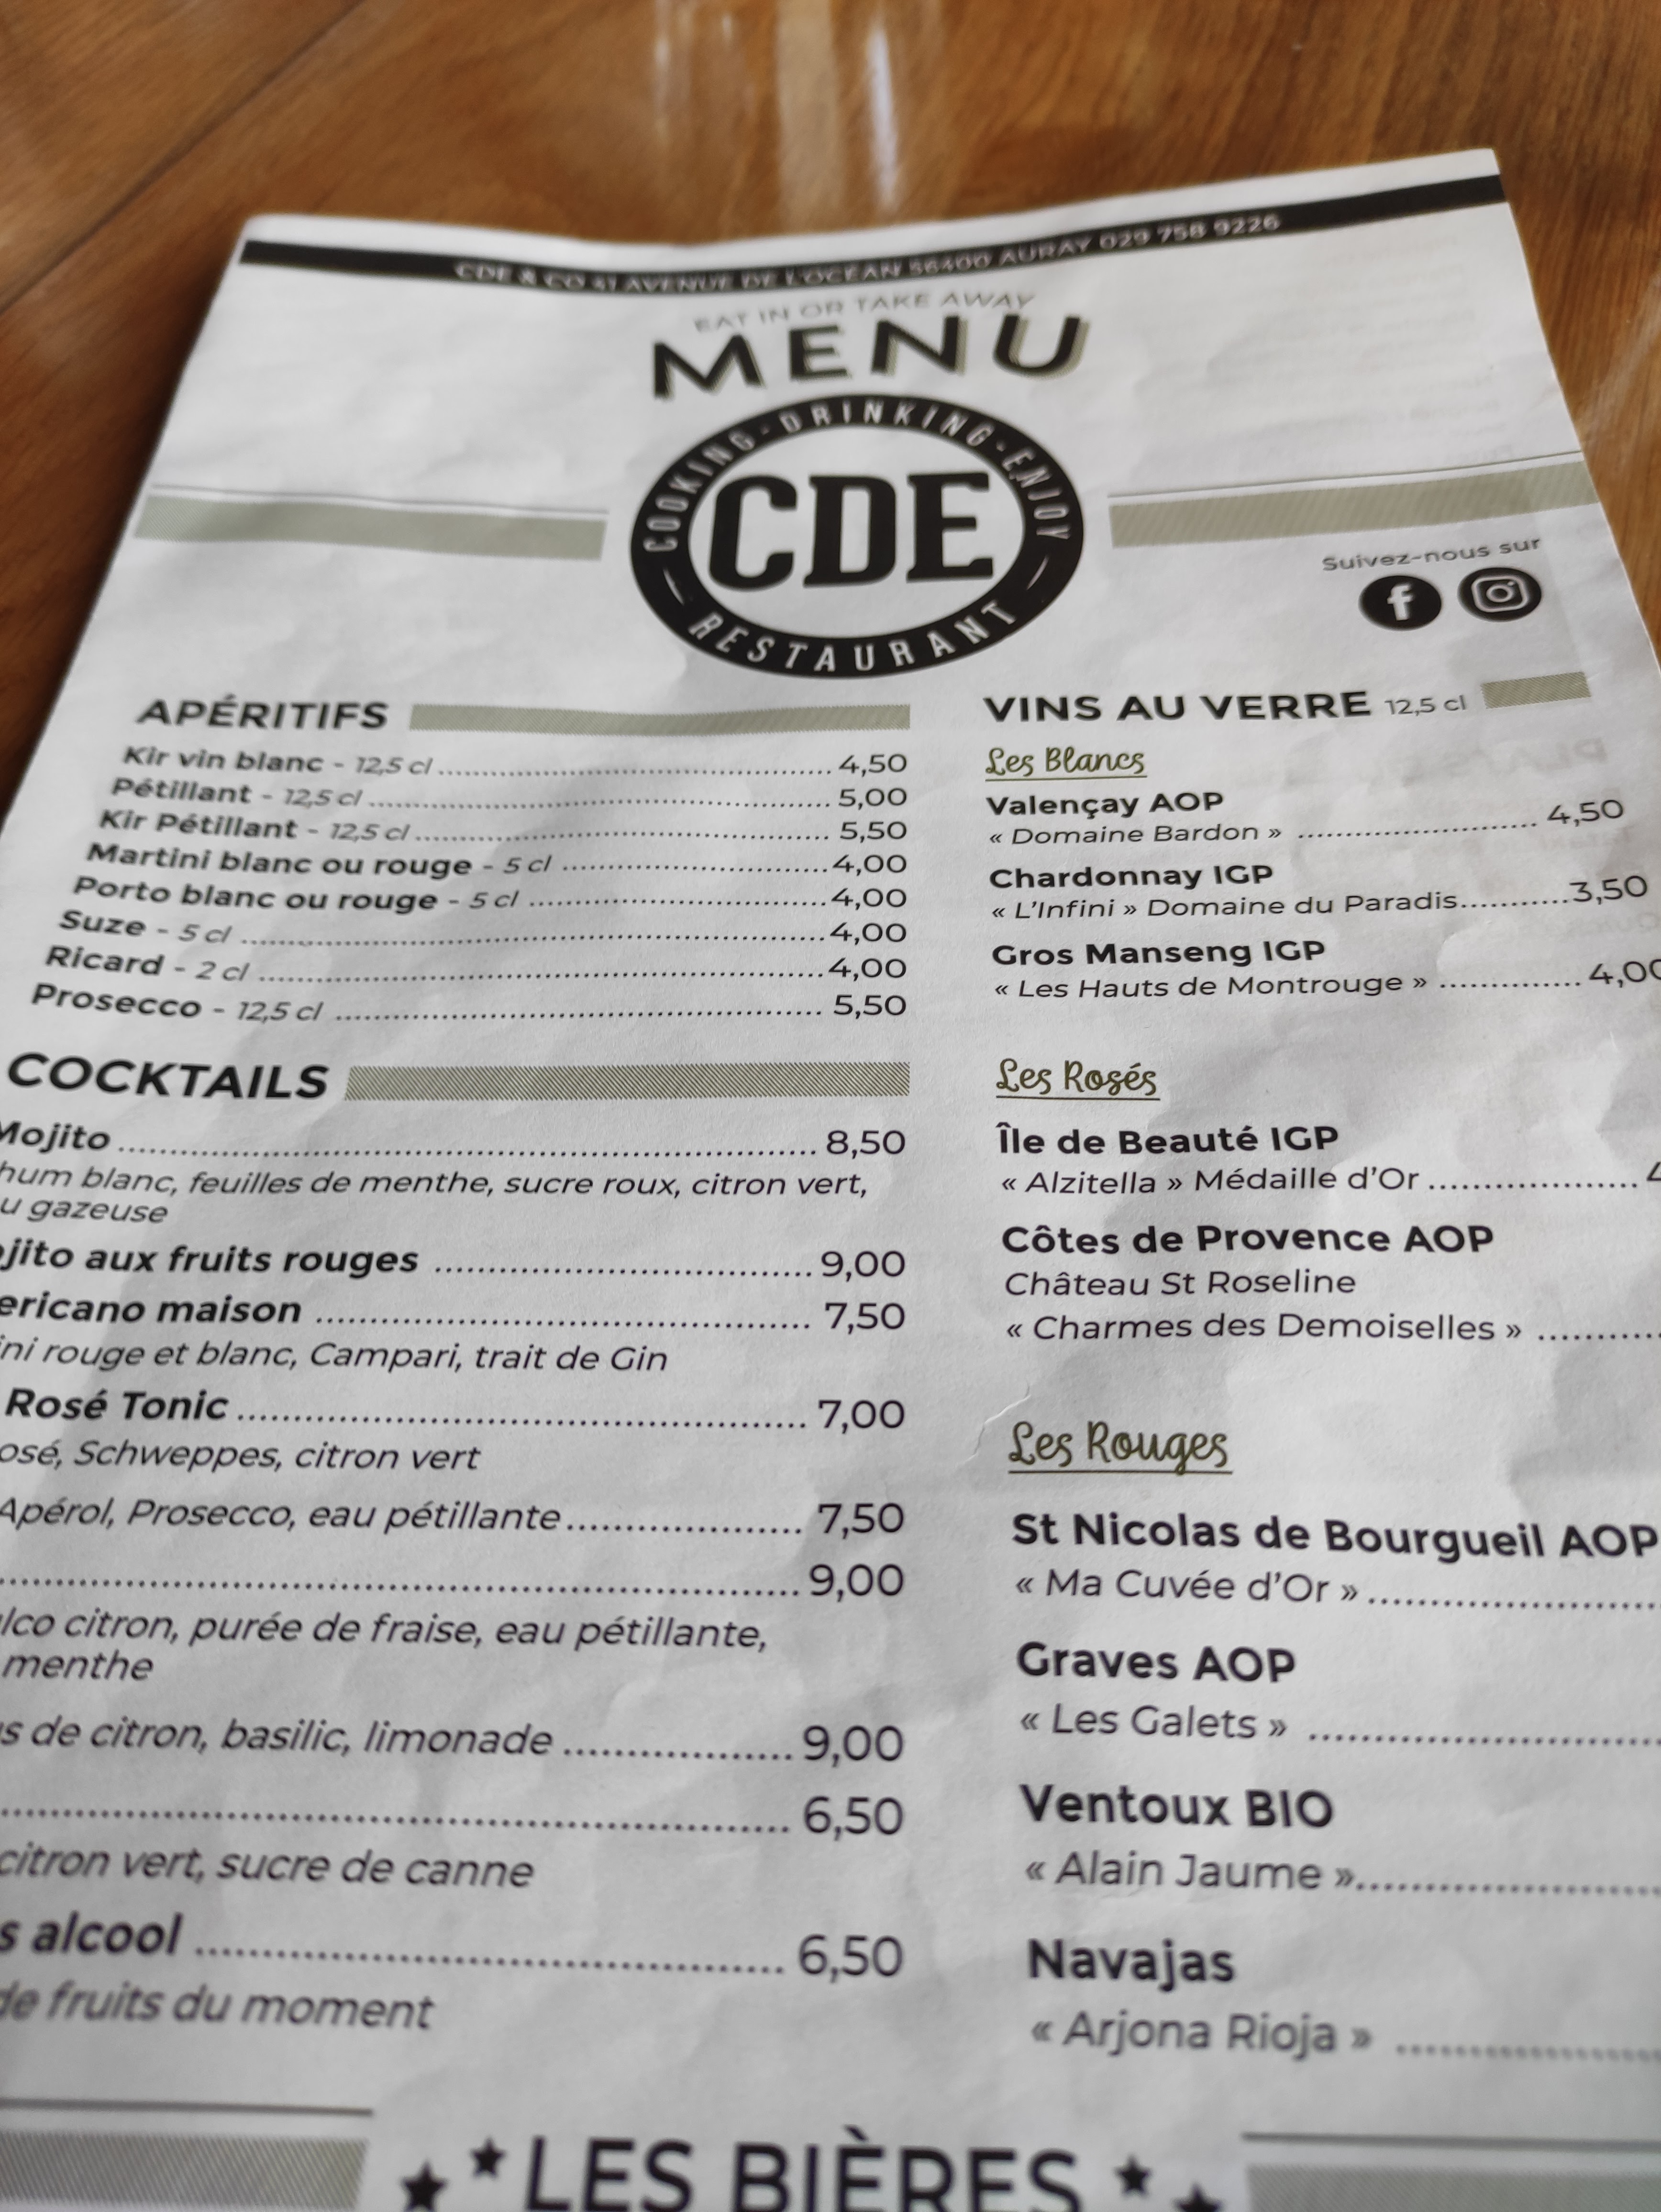 CDE & CO 41 AVENUE DE L'OCÉAN 56400 AURAY 029 758 9226
EAT IN OR TAKE AWAY
MENU
COOKING - DRINKING - ENJOY
CDE
RESTAURANT
Suivez-nous sur
APÉRITIFS
Kir vin blanc - 12,5 cl 4,50
Pétillant - 12,5 cl 5,00
Kir Pétillant - 12,5 cl 5,50
Martini blanc ou rouge - 5 cl 4,00
Porto blanc ou rouge - 5 cl 4,00
Suze - 5 cl 4,00
Ricard - 2 cl 4,00
Prosecco - 12,5 cl 5,50
COCKTAILS
Mojito 8,50
hum blanc, feuilles de menthe, sucre roux, citron vert,
u gazeuse
jito aux fruits rouges 9,00
ericano maison 7,50
ini rouge et blanc, Campari, trait de Gin
Rosé Tonic 7,00
osé, Schweppes, citron vert
Apérol, Prosecco, eau pétillante 7,50
9,00
lco citron, purée de fraise, eau pétillante,
menthe
s de citron, basilic, limonade 9,00
6,50
citron vert, sucre de canne
s alcool 6,50
de fruits du moment
VINS AU VERRE 12,5 cl
Les Blancs
Valençay AOP
« Domaine Bardon » 4,50
Chardonnay IGP
« L'Infini » Domaine du Paradis 3,50
Gros Manseng IGP
« Les Hauts de Montrouge » 4,00
Les Rosés
Île de Beauté IGP
« Alzitella » Médaille d'Or 4
Côtes de Provence AOP
Château St Roseline
« Charmes des Demoiselles »
Les Rouges
St Nicolas de Bourgueil AOP
« Ma Cuvée d'Or »
Graves AOP
« Les Galets »
Ventoux BIO
« Alain Jaume »
Navajas
« Arjona Rioja »
LES BIÈRES